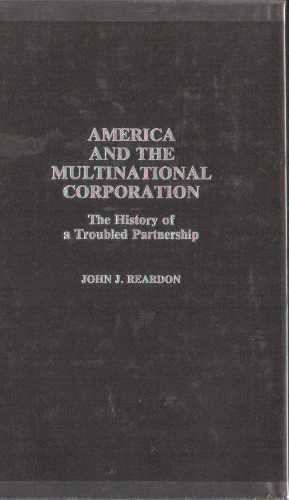 AMERICA
AND THE
MULTINATIONAL
CORPORATION
The History of
a Troubled Partnership
JOHN J. REARDON